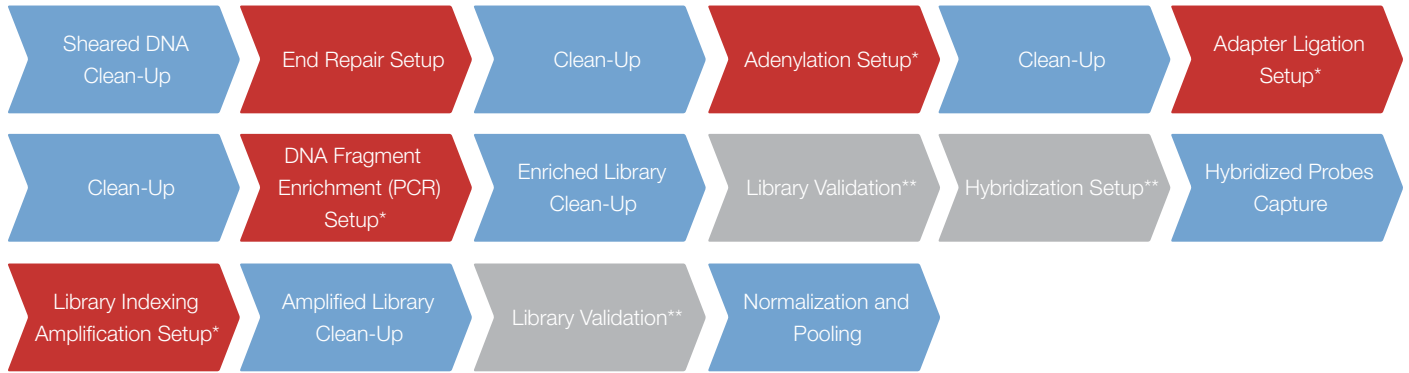 Sheared DNA
Clean-Up
End Repair Setup
Clean-Up
Adenylation Setup*
Clean-Up
Adapter Ligation
Setup*
Clean-Up
DNA Fragment
Enrichment (PCR)
Setup*
Enriched Library
Clean-Up
Library Validation**
Hybridization Setup**
Hybridized Probes
Capture
Library Indexing
Amplification Setup*
Amplified Library
Clean-Up
Library Validation**
Normalization and
Pooling